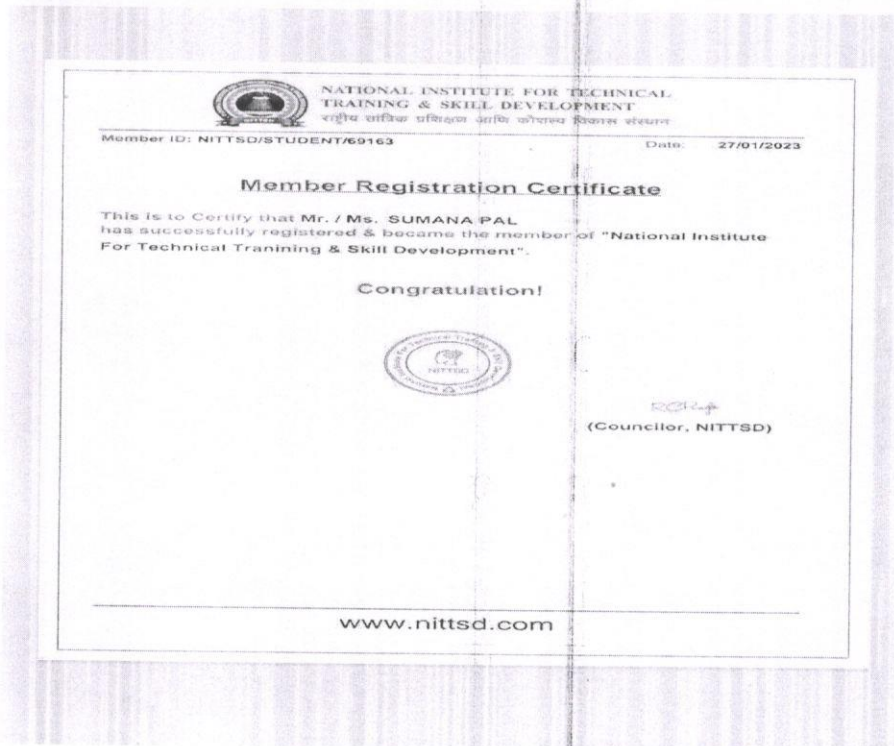 NATIONAL INSTITUTE FOR TECHNICAL
TRAINING & SKILL DEVELOPMENT
राष्ट्रीय तांत्रिक प्रशिक्षण आणि कौशल्य विकास संस्थान
Member ID: NITTSD/STUDENT/69163 Date: 27/01/2023
Member Registration Certificate
This is to Certify that Mr. / Ms. SUMANA PAL
has successfully registered & became the member of "National Institute
For Technical Tranining & Skill Development".
Congratulation!
NITTSD
(Councilor, NITTSD)
www.nittsd.com